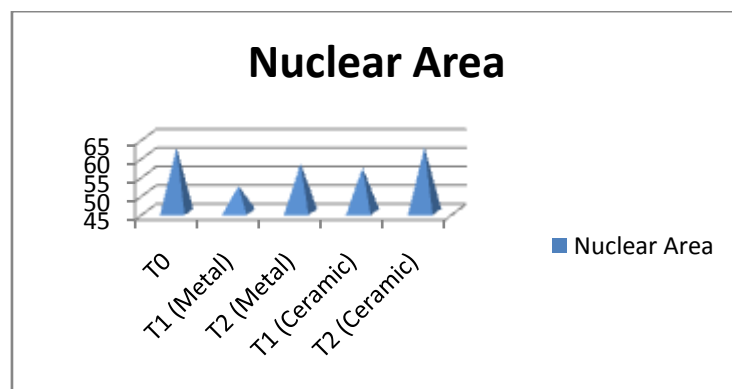 Nuclear Area
65
60
55
50
45
T0
T1 (Metal)
T2 (Metal)
T1 (Ceramic)
T2 (Ceramic)
Nuclear Area